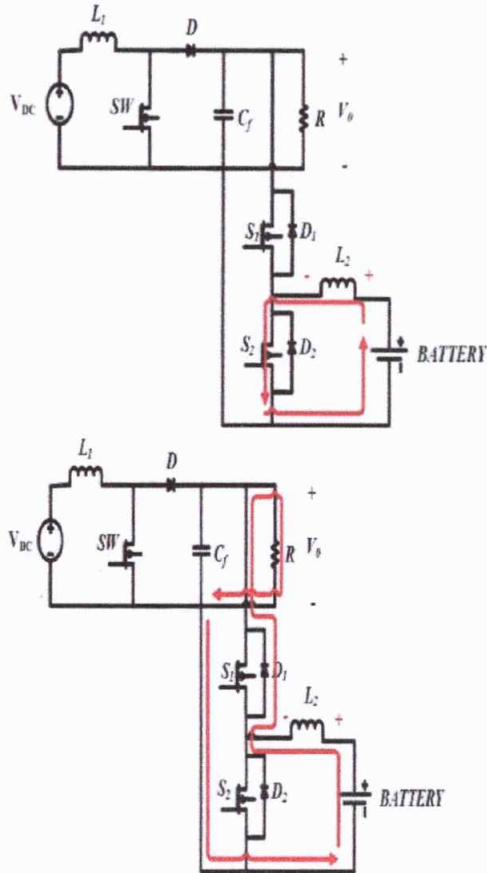 L1
D
+
VDC
SW
Cf
R
V0
-
S1
D1
L2
-
+
S2
D2
BATTERY
L1
D
+
VDC
SW
Cf
R
V0
-
S1
D1
L2
-
+
S2
D2
BATTERY